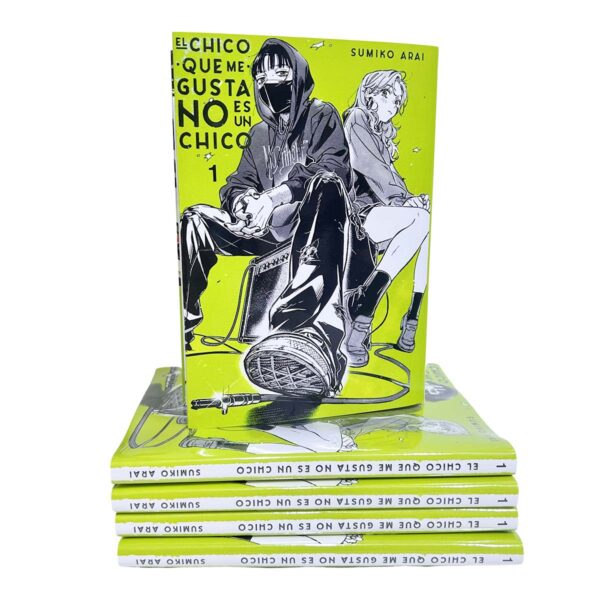 EL CHICO
·QUE ME·
GUSTA
NO ES UN
CHICO
1
SUMIKO ARAI
1 EL CHICO QUE ME GUSTA NO ES UN CHICO SUMIKO ARAI
1 EL CHICO QUE ME GUSTA NO ES UN CHICO SUMIKO ARAI
1 EL CHICO QUE ME GUSTA NO ES UN CHICO SUMIKO ARAI
1 EL CHICO QUE ME GUSTA NO ES UN CHICO SUMIKO ARAI